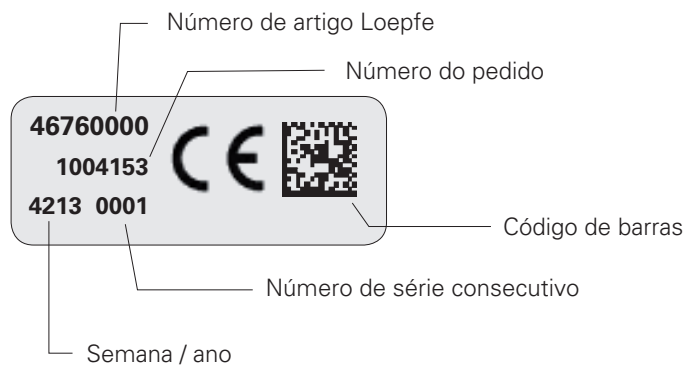 Número de artigo Loepfe
Número do pedido
46760000
1004153
4213 0001
CE
Código de barras
Número de série consecutivo
Semana / ano